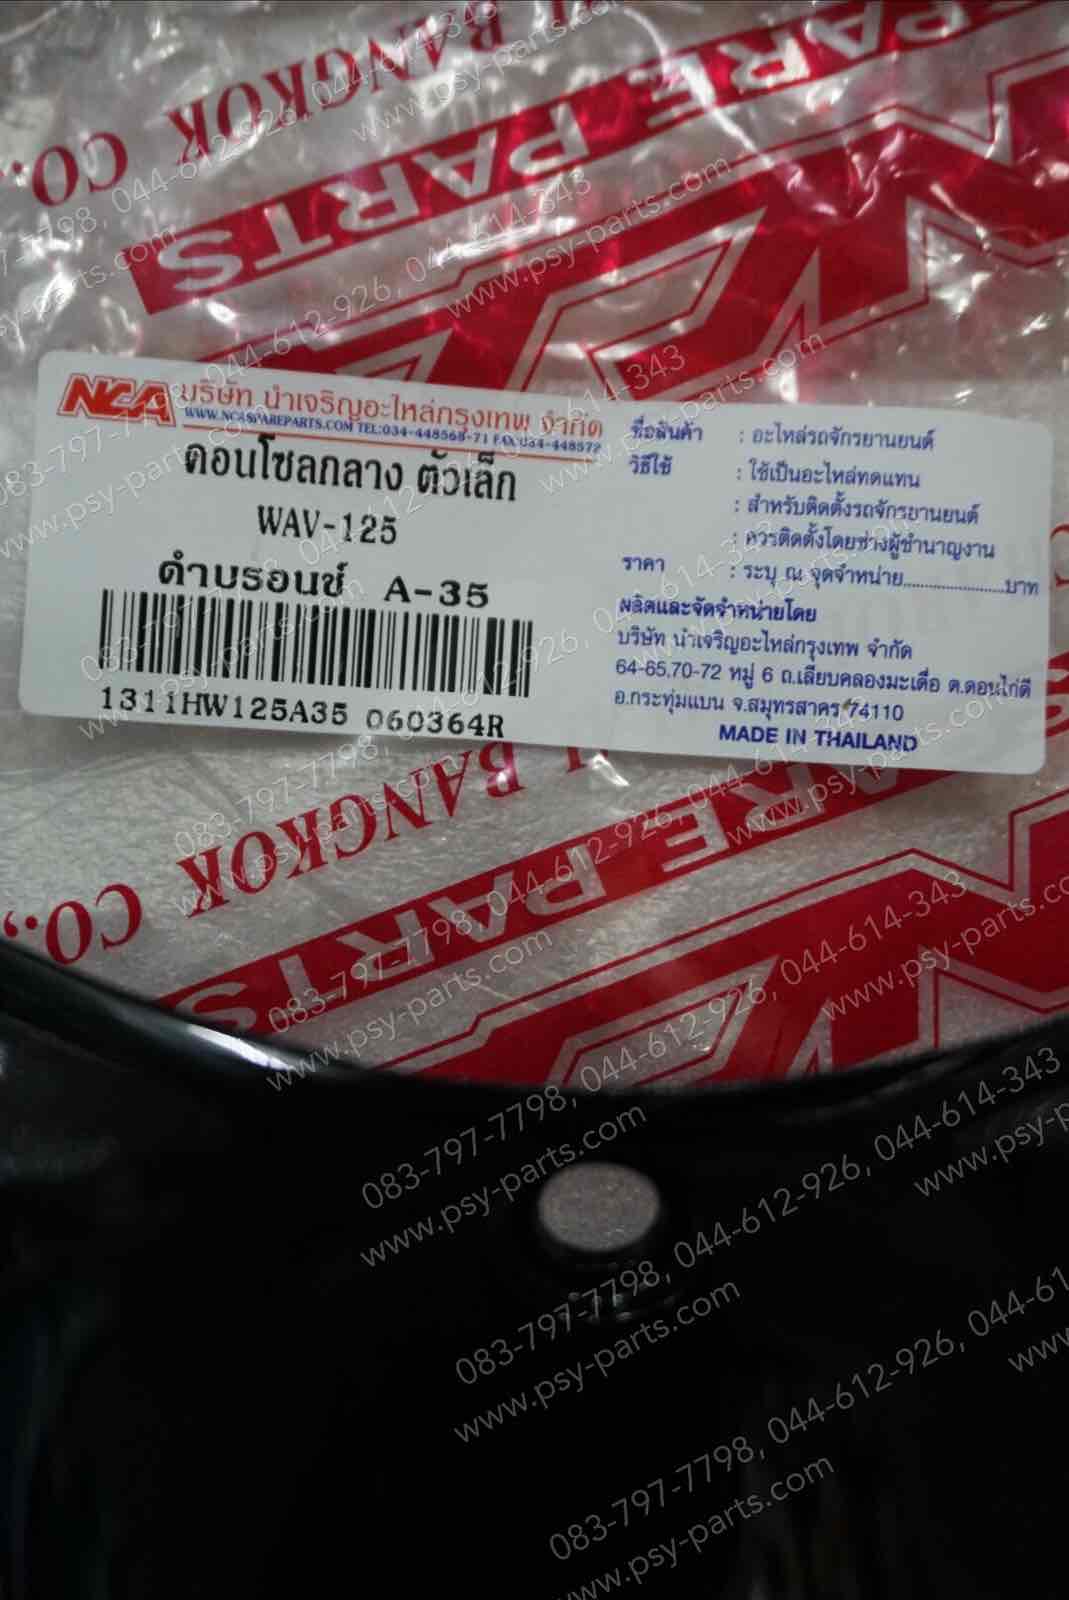 BANGKOK CO.,
SPARE PARTS
NCA บริษัท นำเจริญอะไหล่กรุงเทพ จำกัด
WWW.NCASPAREPARTS.COM TEL:034-448568-71 FAX:034-448572
คอนโซลกลาง ตัวเล็ก
WAV-125
ดำบรอนซ์ A-35
1311HW125A35 060364R
ชื่อสินค้า : อะไหล่รถจักรยานยนต์
วิธีใช้ : ใช้เป็นอะไหล่ทดแทน
: สำหรับติดตั้งรถจักรยานยนต์
: ควรติดตั้งโดยช่างผู้ชำนาญงาน
ราคา : ระบุ ณ จุดจำหน่าย........................บาท
ผลิตและจัดจำหน่ายโดย
บริษัท นำเจริญอะไหล่กรุงเทพ จำกัด
64-65,70-72 หมู่ 6 ถ.เลียบคลองมะเดื่อ ต.ดอนไก่ดี
อ.กระทุ่มแบน จ.สมุทรสาคร 74110
MADE IN THAILAND
BANGKOK CO.,
SPARE PARTS
083-797-7798, 044-612-926, 044-614-343
www.psy-parts.com